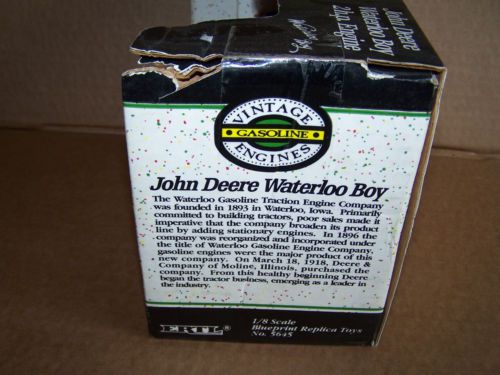 John Deere
Waterloo Boy
2 h.p. Engine
VINTAGE
GASOLINE
ENGINES
John Deere Waterloo Boy
The Waterloo Gasoline Traction Engine Company
was founded in 1893 in Waterloo, Iowa. Primarily
committed to building tractors, poor sales made it
imperative that the company broaden its product
line by adding stationary engines. In 1896 the
company was reorganized and incorporated under
the title of Waterloo Gasoline Engine Company,
gasoline engines were the major product of this
new company. On March 18, 1918, Deere &
Company of Moline, Illinois, purchased the
company. From this healthy beginning Deere
began the tractor business, emerging as a leader in
the industry.
ERTL®
1/8 Scale
Blueprint Replica Toys
No. 5645